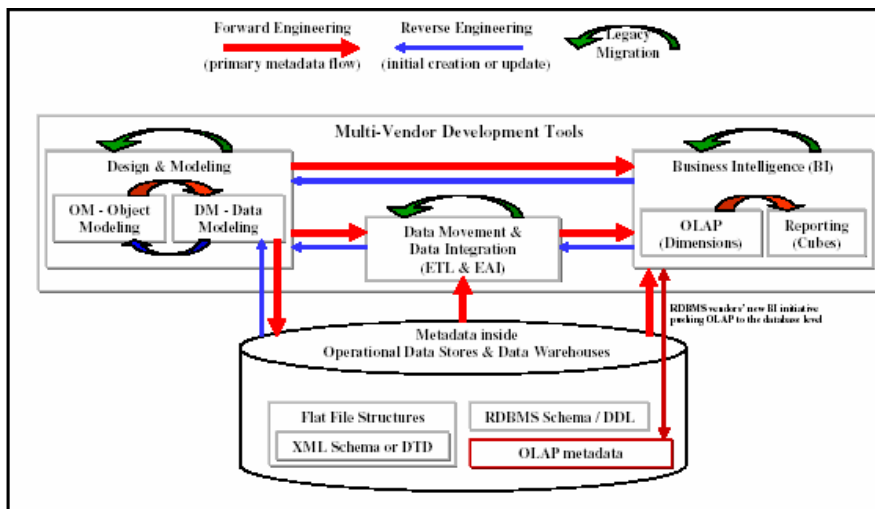 Forward Engineering
(primary metadata flow)
Reverse Engineering
(initial creation or update)
Legacy
Migration
Multi-Vendor Development Tools
Design & Modeling
OM - Object
Modeling
DM - Data
Modeling
Data Movement &
Data Integration
(ETL & EAI)
Business Intelligence (BI)
OLAP
(Dimensions)
Reporting
(Cubes)
RDBMS vendors' new BI initiative
pushing OLAP to the database level
Metadata inside
Operational Data Stores & Data Warehouses
Flat File Structures
XML Schema or DTD
RDBMS Schema / DDL
OLAP metadata